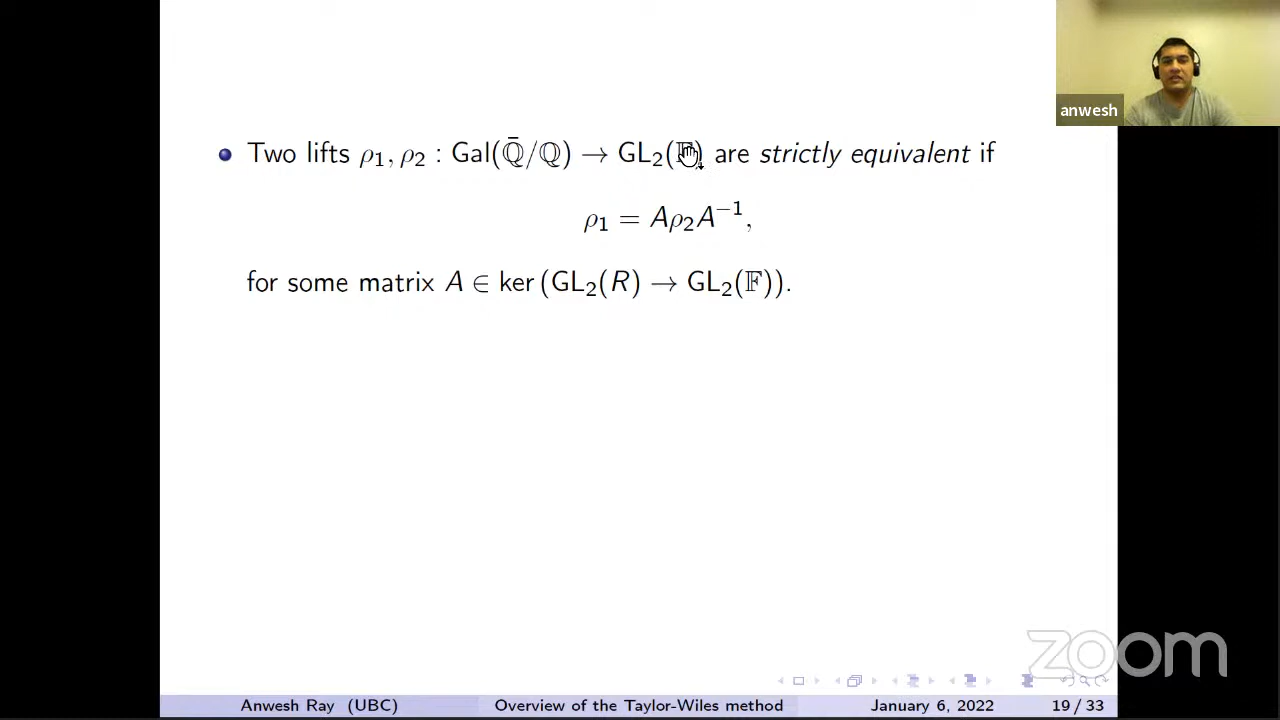 anwesh
Two lifts ρ₁, ρ₂ : Gal(Q̄/ℚ) → GL₂(𝔽) are strictly equivalent if
ρ₁ = Aρ₂A⁻¹,
for some matrix A ∈ ker (GL₂(R) → GL₂(𝔽)).
zoom
Anwesh Ray (UBC) Overview of the Taylor-Wiles method January 6, 2022 19 / 33